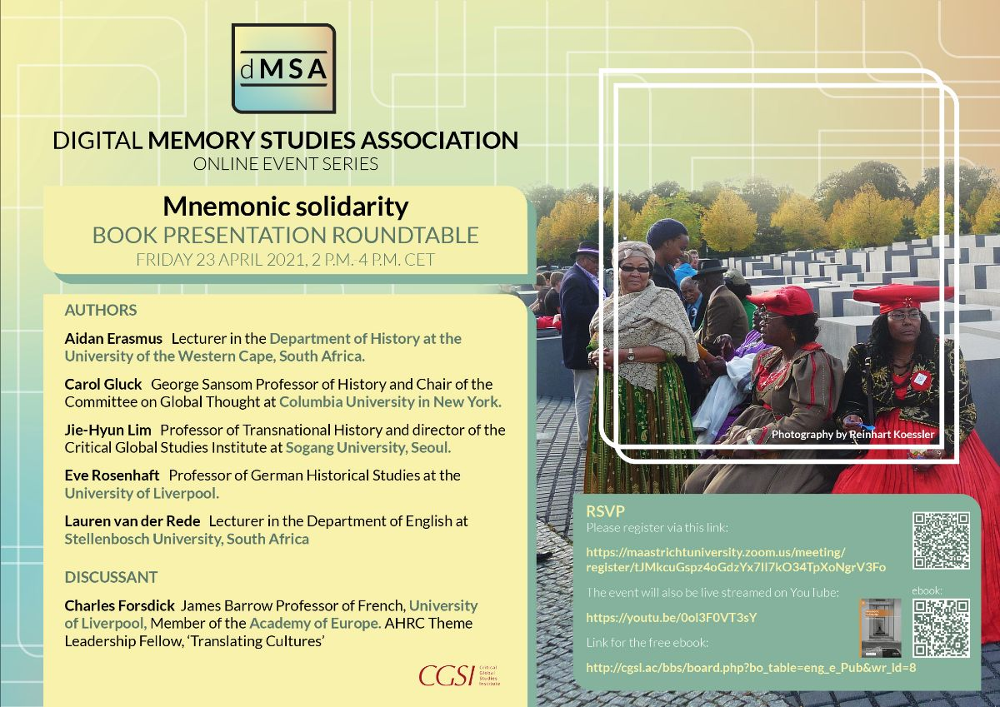 dMSA
DIGITAL MEMORY STUDIES ASSOCIATION
ONLINE EVENT SERIES
Mnemonic solidarity
BOOK PRESENTATION ROUNDTABLE
FRIDAY 23 APRIL 2021, 2 P.M.-4 P.M. CET
AUTHORS
Aidan Erasmus Lecturer in the Department of History at the
University of the Western Cape, South Africa.
Carol Gluck George Sansom Professor of History and Chair of the
Committee on Global Thought at Columbia University in New York.
Jie-Hyun Lim Professor of Transnational History and director of the
Critical Global Studies Institute at Sogang University, Seoul.
Eve Rosenhaft Professor of German Historical Studies at the
University of Liverpool.
Lauren van der Rede Lecturer in the Department of English at
Stellenbosch University, South Africa
DISCUSSANT
Charles Forsdick James Barrow Professor of French, University
of Liverpool, Member of the Academy of Europe. AHRC Theme
Leadership Fellow, ‘Translating Cultures’
CGSI
Critical
Global
Studies
Institute
Photography by Reinhart Koessler
RSVP
Please register via this link:
https://maastrichtuniversity.zoom.us/meeting/
register/tJMkcuGspz4oGdzYx7Il7kO34TpXoNgrV3Fo
The event will also be live streamed on YouTube:
https://youtu.be/0ol3F0VT3sY
Link for the free ebook:
http://cgsi.ac/bbs/board.php?bo_table=eng_e_Pub&wr_id=8
ebook:
Mnemonic
Solidarity